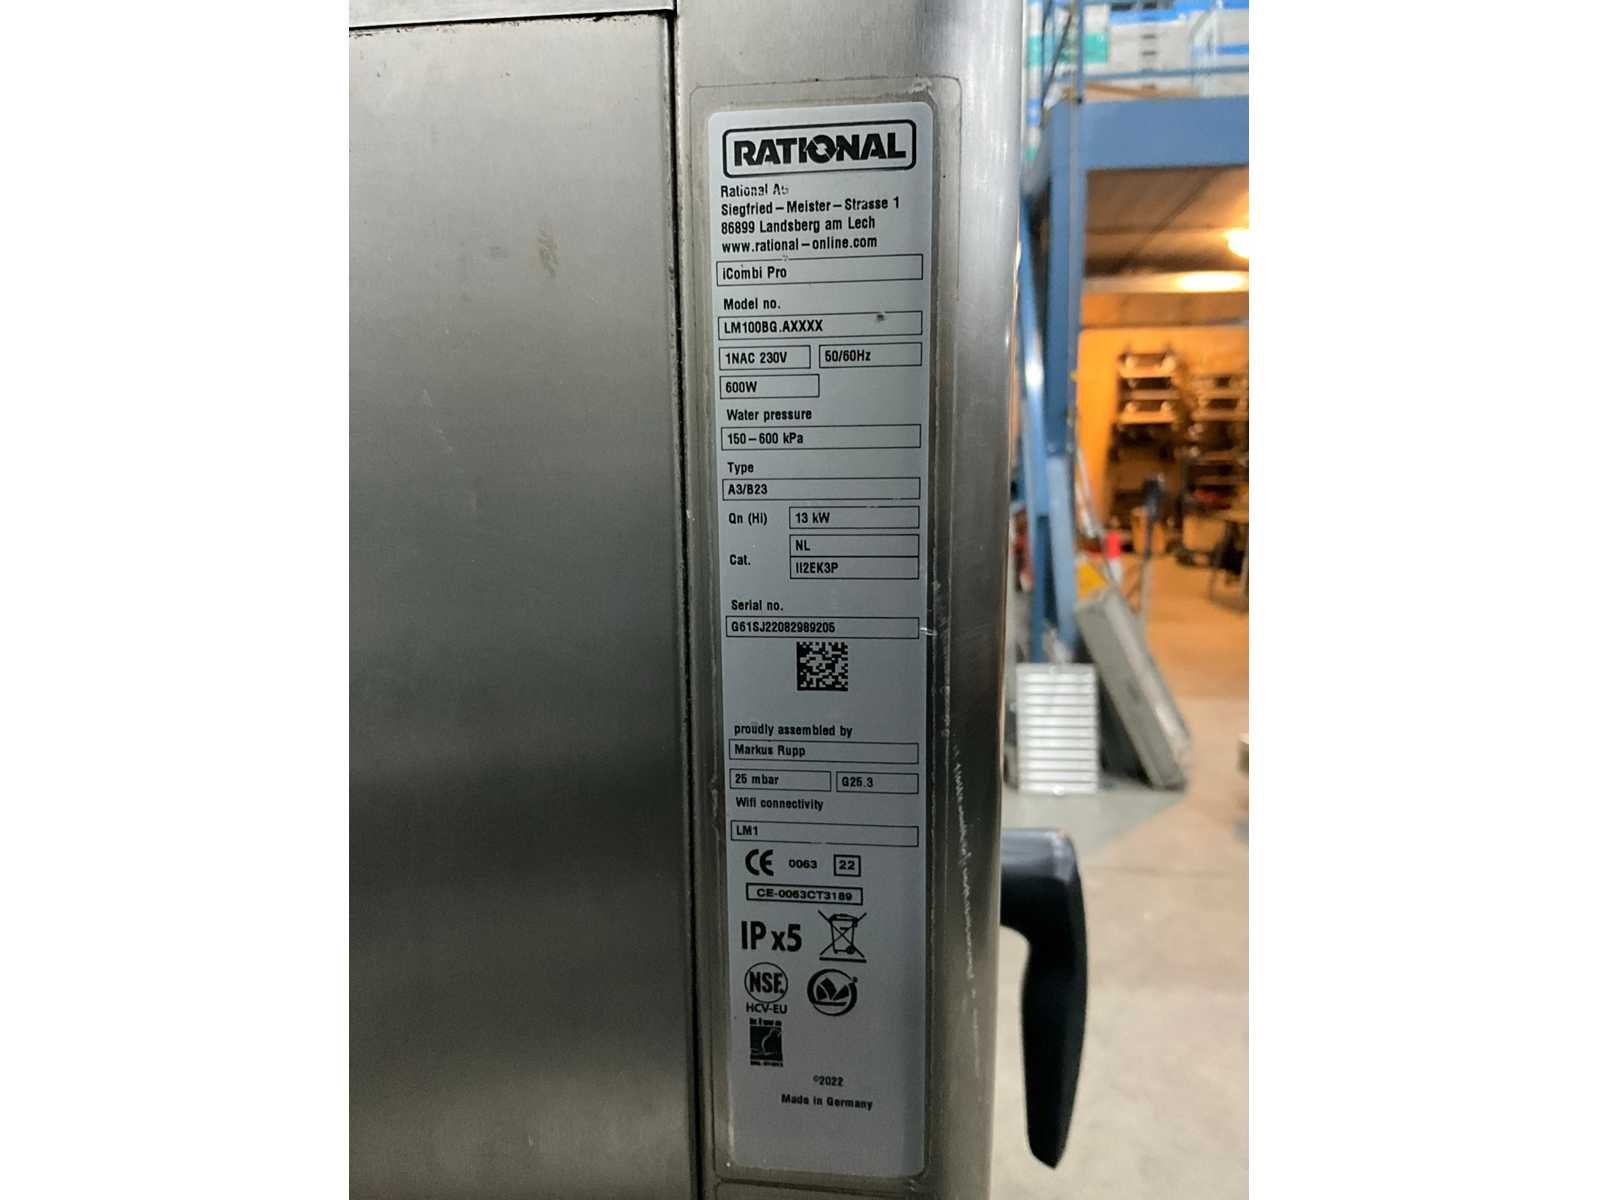 RATIONAL
Rational AG
Siegfried-Meister-Strasse 1
86899 Landsberg am Lech
www.rational-online.com
iCombi Pro
Model no.
LM100BG.AXXXX
1NAC 230V 50/60Hz
600W
Water pressure
150-600 kPa
Type
A3/B23
Qn (Hi) 13 kW
NL
Cat.
II2EK3P
Serial no.
G61SJ22082989205
proudly assembled by
Markus Rupp
25 mbar G25.3
Wifi connectivity
LM1
CE 0063 22
CE-0063CT3189
IP x5
NSF.
HCV-EU
©2022
Made in Germany